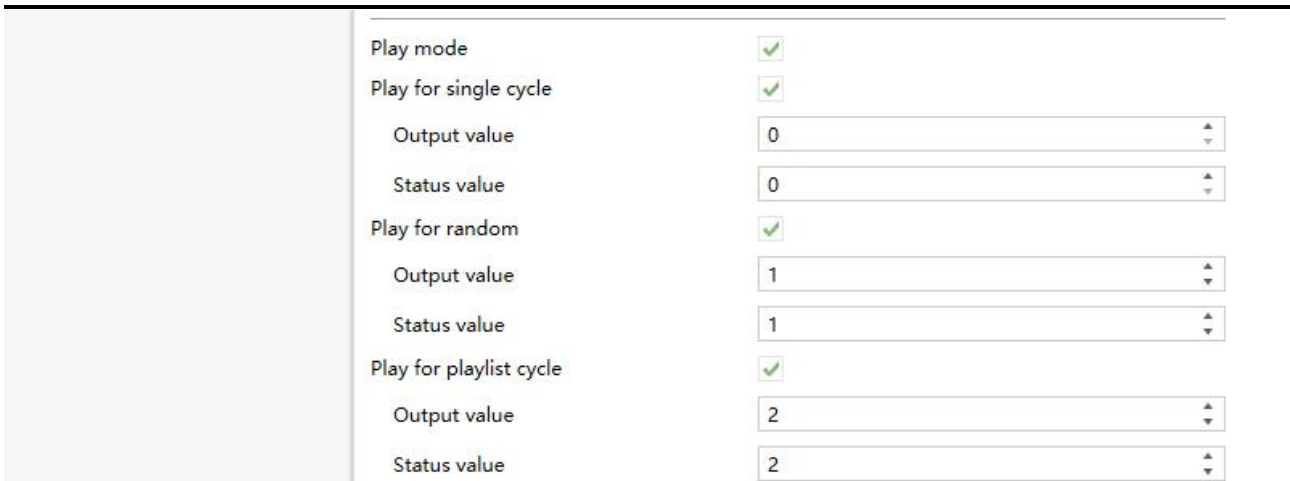 Play mode
Play for single cycle
Output value 0
Status value 0
Play for random
Output value 1
Status value 1
Play for playlist cycle
Output value 2
Status value 2